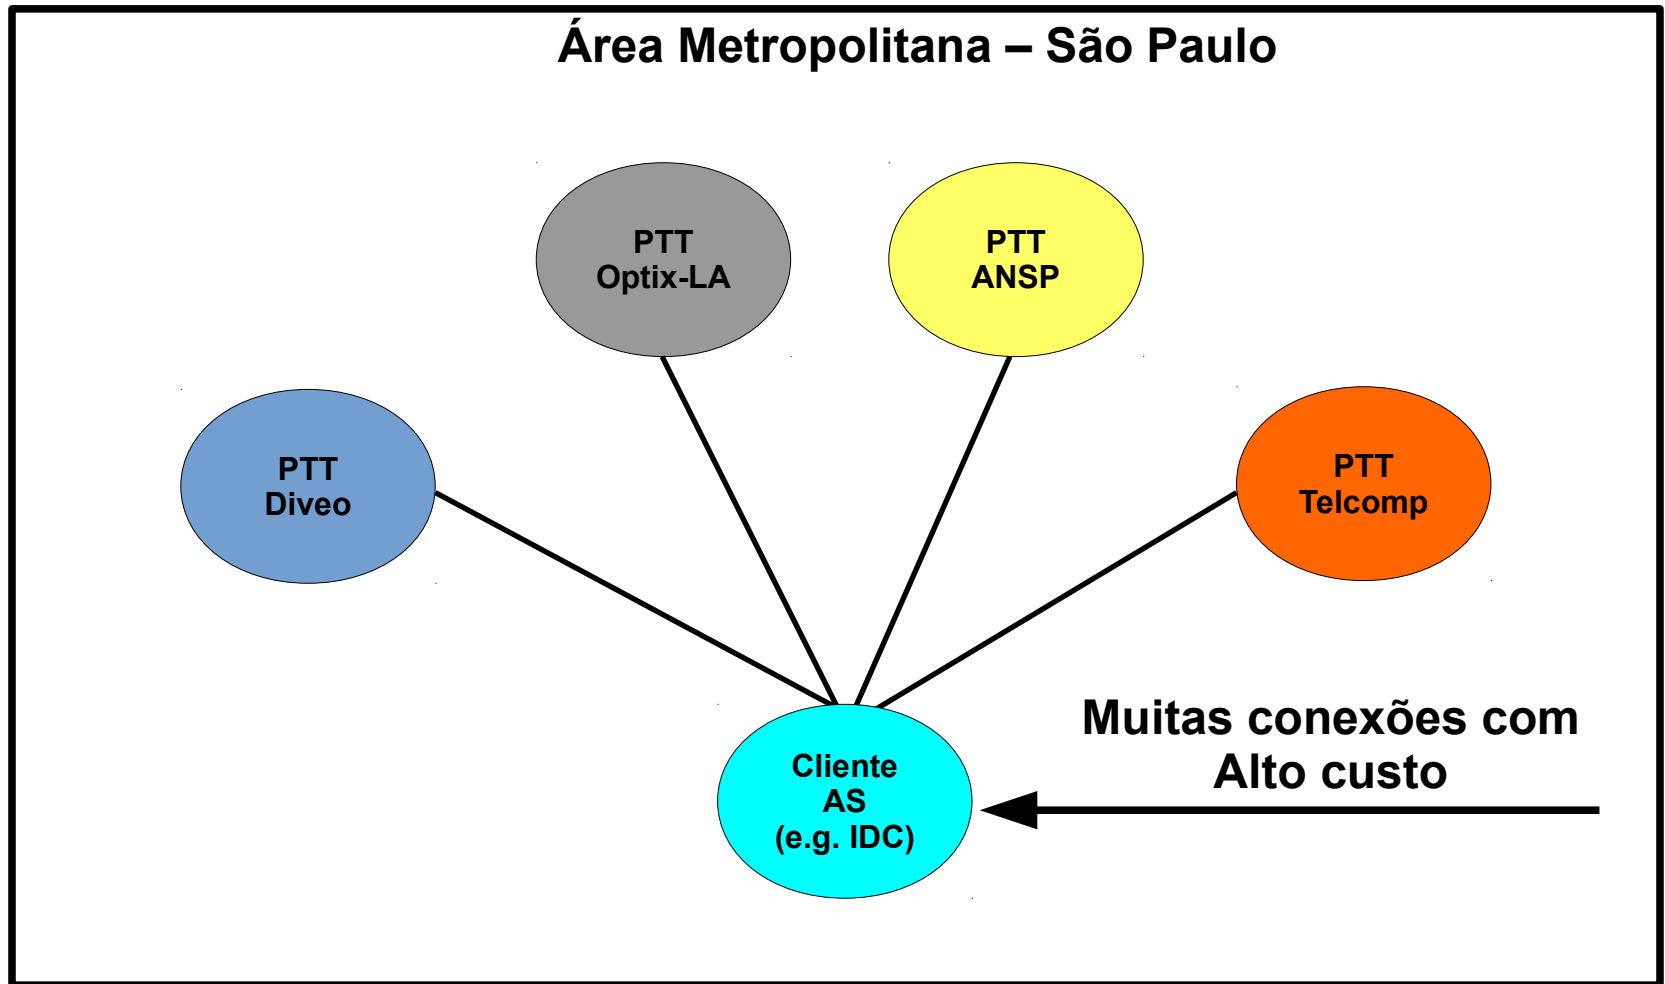 Área Metropolitana – São Paulo
PTT
Optix-LA
PTT
ANSP
PTT
Diveo
PTT
Telcomp
Muitas conexões com
Alto custo
Cliente
AS
(e.g. IDC)